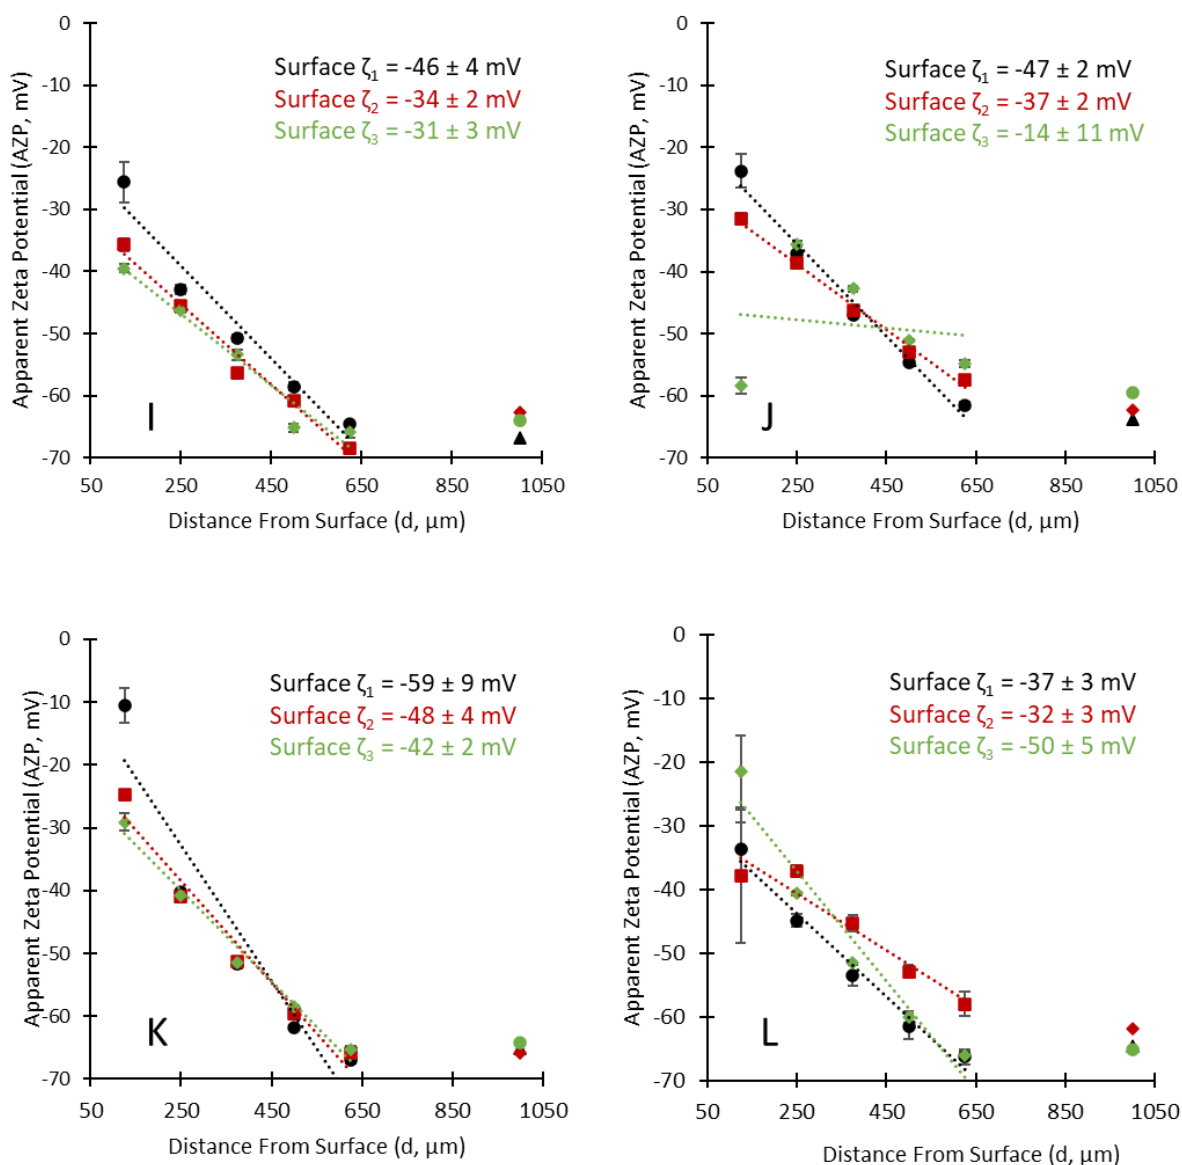 0
-10
-20
-30
-40
-50
-60
-70
Apparent Zeta Potential (AZP, mV)
Surface ζ1 = -46 ± 4 mV
Surface ζ2 = -34 ± 2 mV
Surface ζ3 = -31 ± 3 mV
I
50 250 450 650 850 1050
Distance From Surface (d, µm)
0
-10
-20
-30
-40
-50
-60
-70
Apparent Zeta Potential (AZP, mV)
Surface ζ1 = -47 ± 2 mV
Surface ζ2 = -37 ± 2 mV
Surface ζ3 = -14 ± 11 mV
J
50 250 450 650 850 1050
Distance From Surface (d, µm)
0
-10
-20
-30
-40
-50
-60
-70
Apparent Zeta Potential (AZP, mV)
Surface ζ1 = -59 ± 9 mV
Surface ζ2 = -48 ± 4 mV
Surface ζ3 = -42 ± 2 mV
K
50 250 450 650 850 1050
Distance From Surface (d, µm)
0
-10
-20
-30
-40
-50
-60
-70
Apparent Zeta Potential (AZP, mV)
Surface ζ1 = -37 ± 3 mV
Surface ζ2 = -32 ± 3 mV
Surface ζ3 = -50 ± 5 mV
L
50 250 450 650 850 1050
Distance From Surface (d, µm)